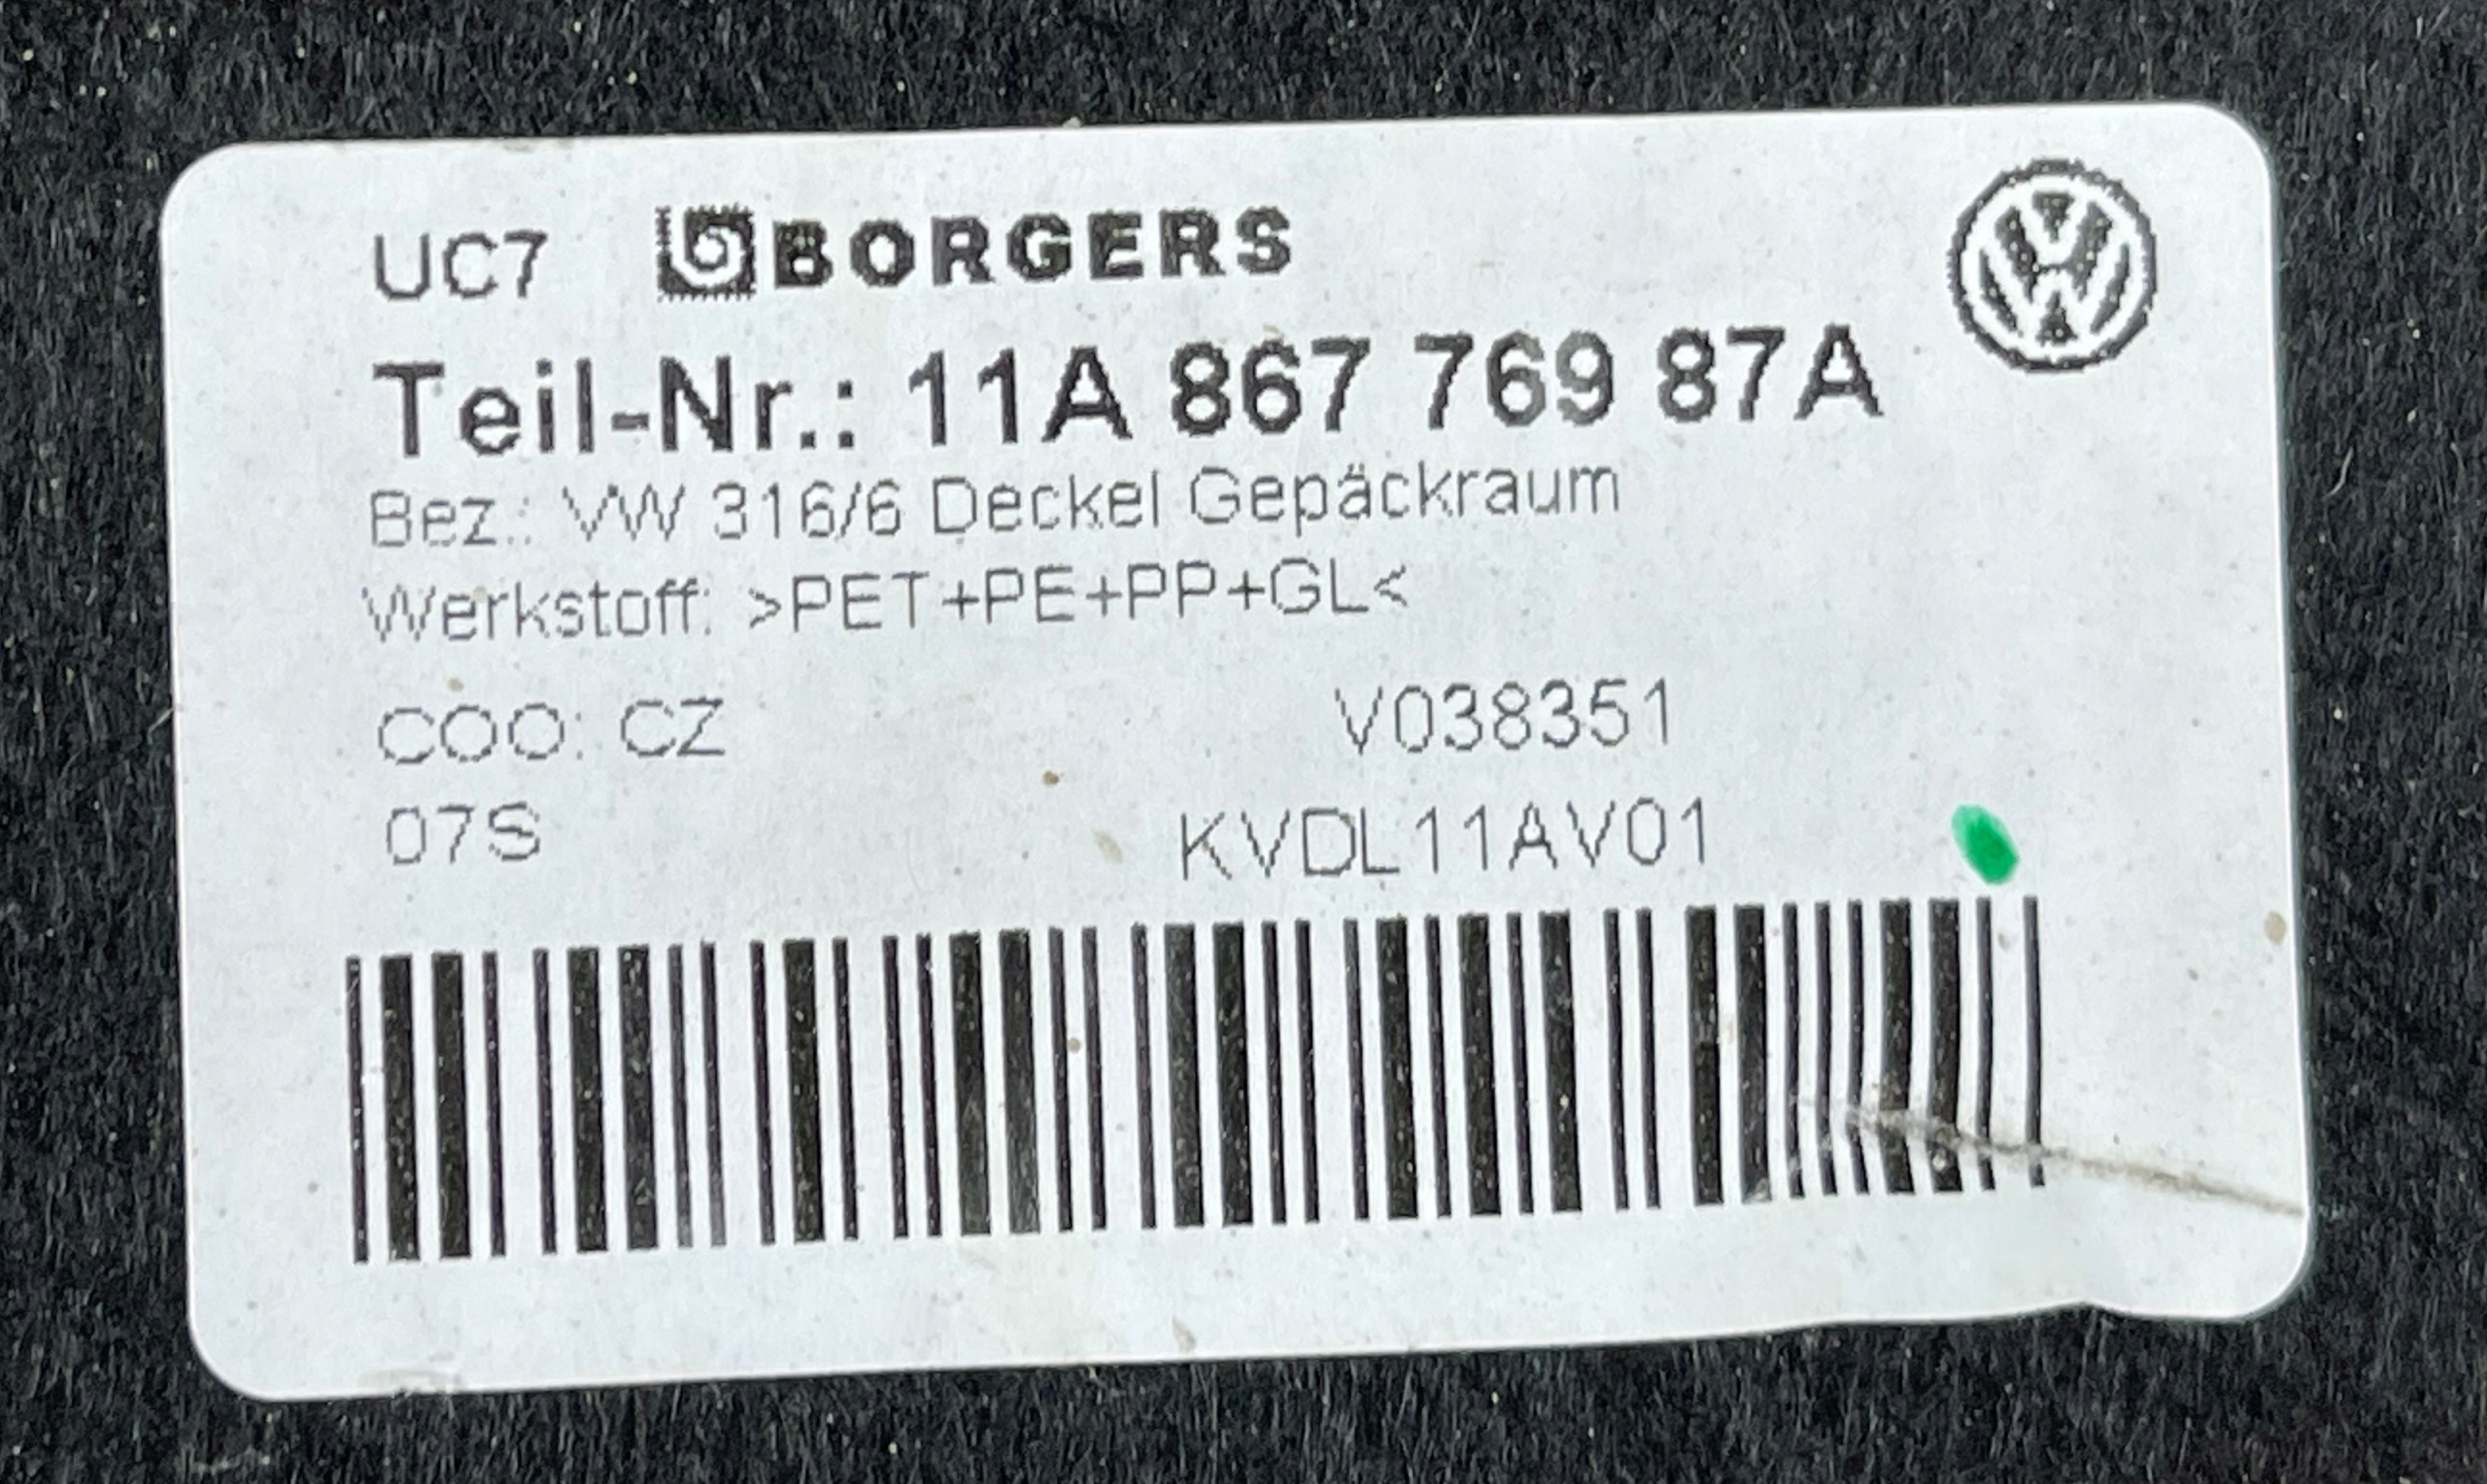 UC7 BORGERS
Teil-Nr.: 11A 867 769 87A
Bez.: VW 316/6 Deckel Gepäckraum
Werkstoff: >PET+PE+PP+GL<
COO: CZ V038351
07S KVDL11AV01